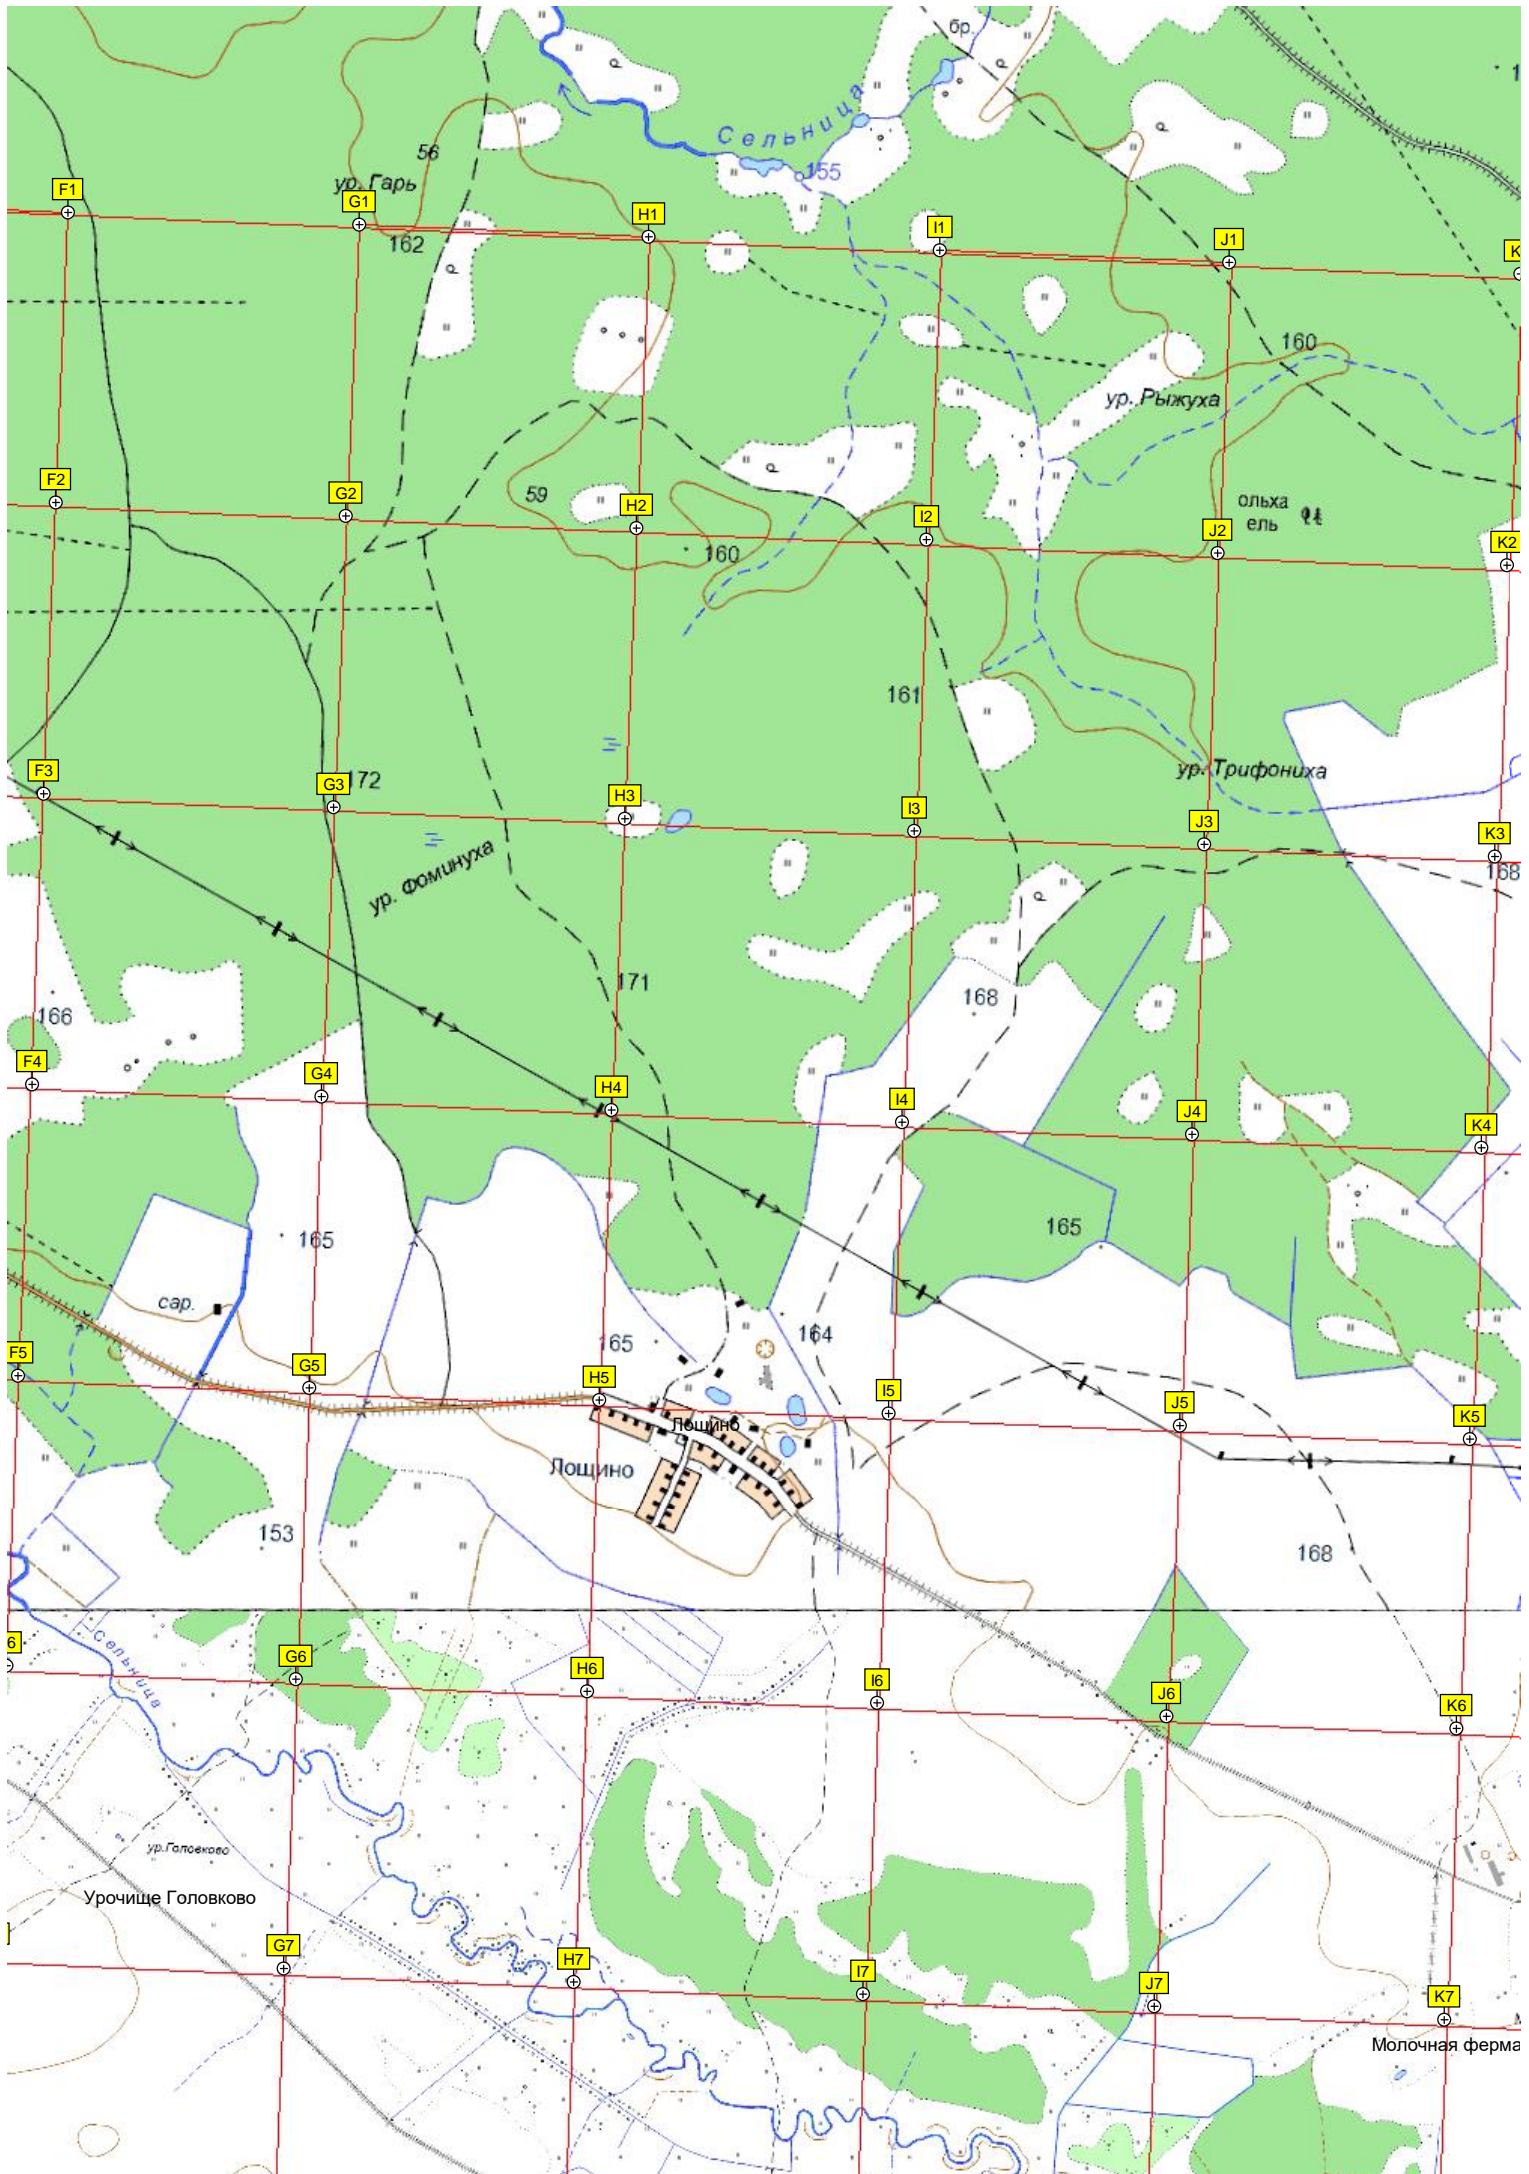 бр.
1
Сельница
56
155
ур. Гарь
F1
G1
H1
I1
J1
K
162
160
ур. Рыжуха
59
F2
G2
H2
I2
J2
K2
ольха
ель
160
161
ур. Трифониха
F3
G3
172
H3
I3
J3
K3
168
ур. Фоминуха
171
168
166
F4
G4
H4
I4
J4
K4
165
165
сар.
165
164
F5
G5
H5
I5
J5
K5
Лощино
Лощино
153
168
6
Сельница
G6
H6
I6
J6
K6
ур.Головково
Урочище Головково
G7
H7
I7
J7
K7
Молочная ферма